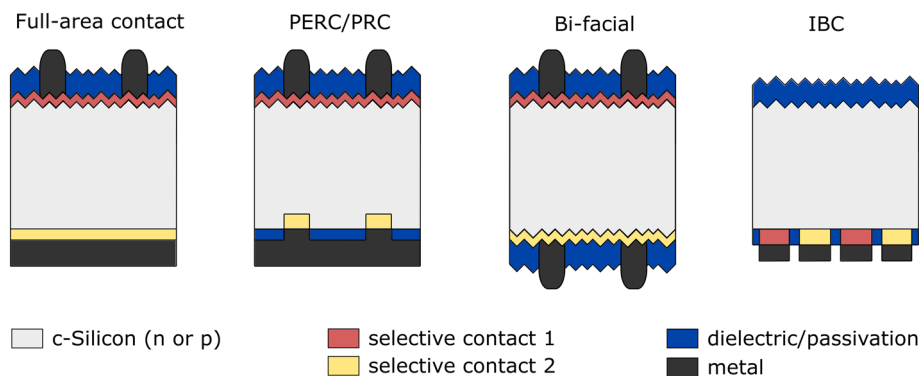 Full-area contact
PERC/PRC
Bi-facial
IBC
c-Silicon (n or p)
selective contact 1
selective contact 2
dielectric/passivation
metal